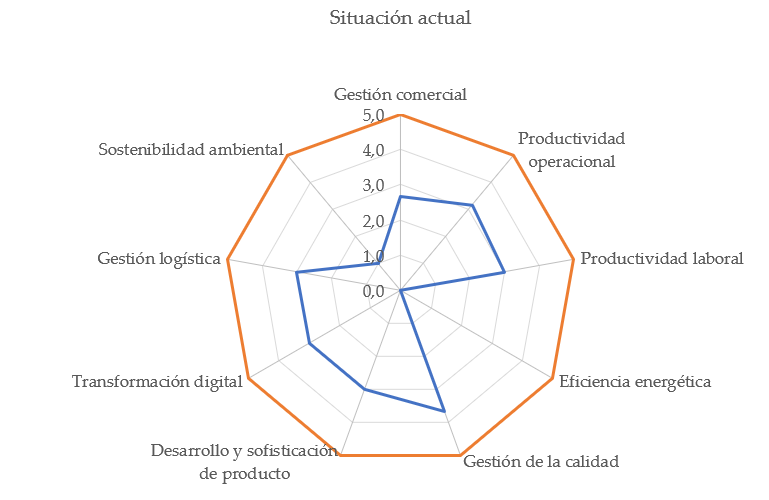 Situación actual
Gestión comercial
5,0
4,0
3,0
2,0
1,0
0,0
Productividad
operacional
Productividad laboral
Eficiencia energética
Gestión de la calidad
Desarrollo y sofisticación
de producto
Transformación digital
Gestión logística
Sostenibilidad ambiental